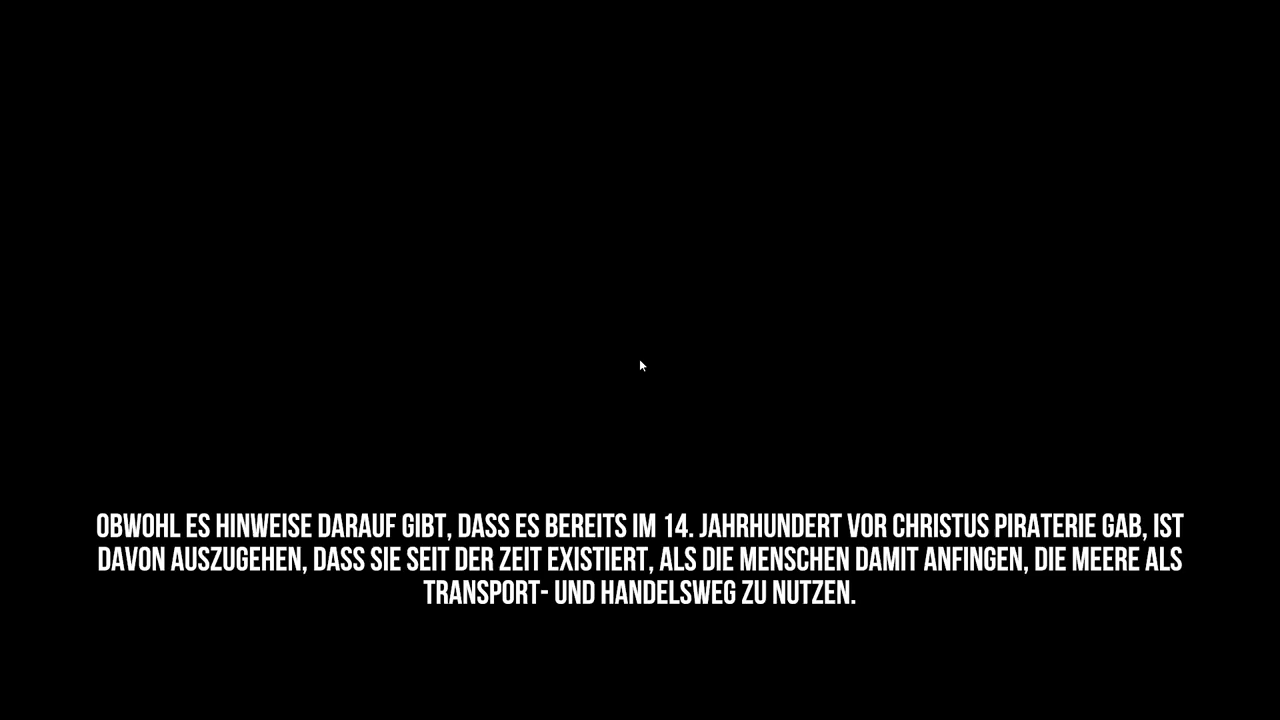 OBWOHL ES HINWEISE DARAUF GIBT, DASS ES BEREITS IM 14. JAHRHUNDERT VOR CHRISTUS PIRATERIE GAB, IST
DAVON AUSZUGEHEN, DASS SIE SEIT DER ZEIT EXISTIERT, ALS DIE MENSCHEN DAMIT ANFINGEN, DIE MEERE ALS
TRANSPORT- UND HANDELSWEG ZU NUTZEN.